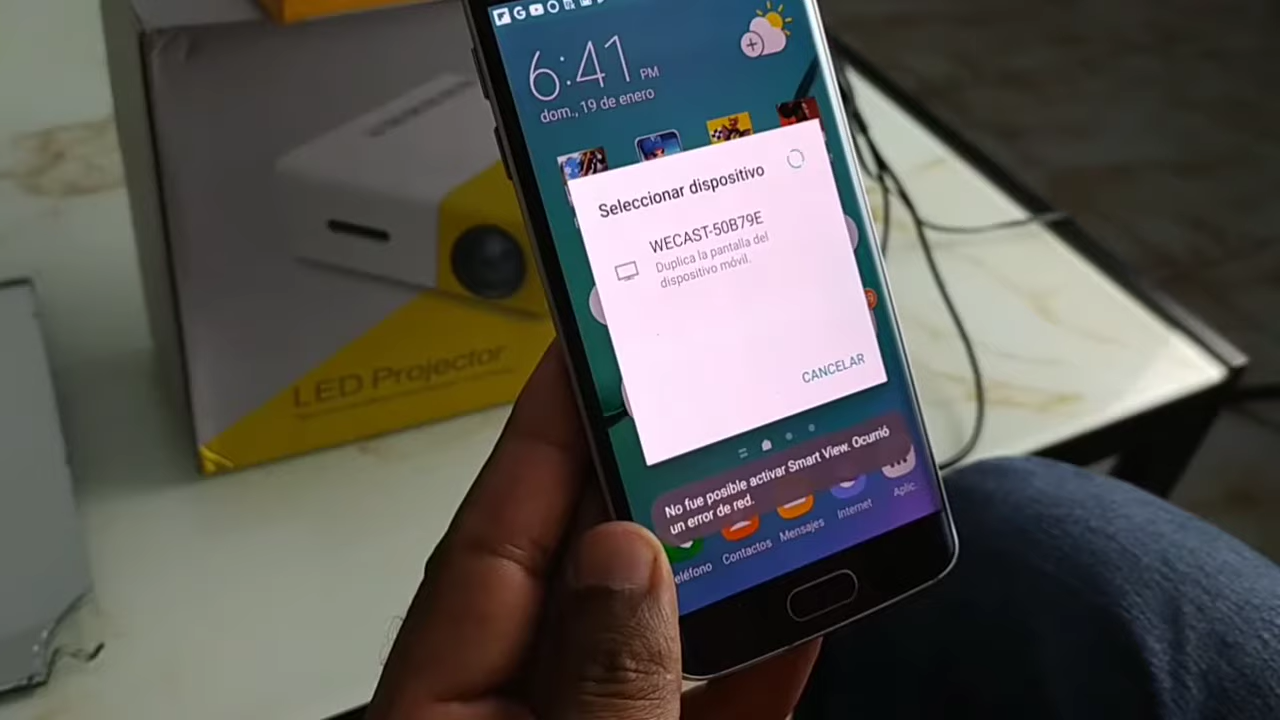 6:41 PM
dom., 19 de enero
Seleccionar dispositivo
WECAST-50B79E
Duplica la pantalla del
dispositivo móvil.
CANCELAR
No fue posible activar Smart View. Ocurrió
un error de red.
eléfono Contactos Mensajes Internet Aplic.
LED Projector